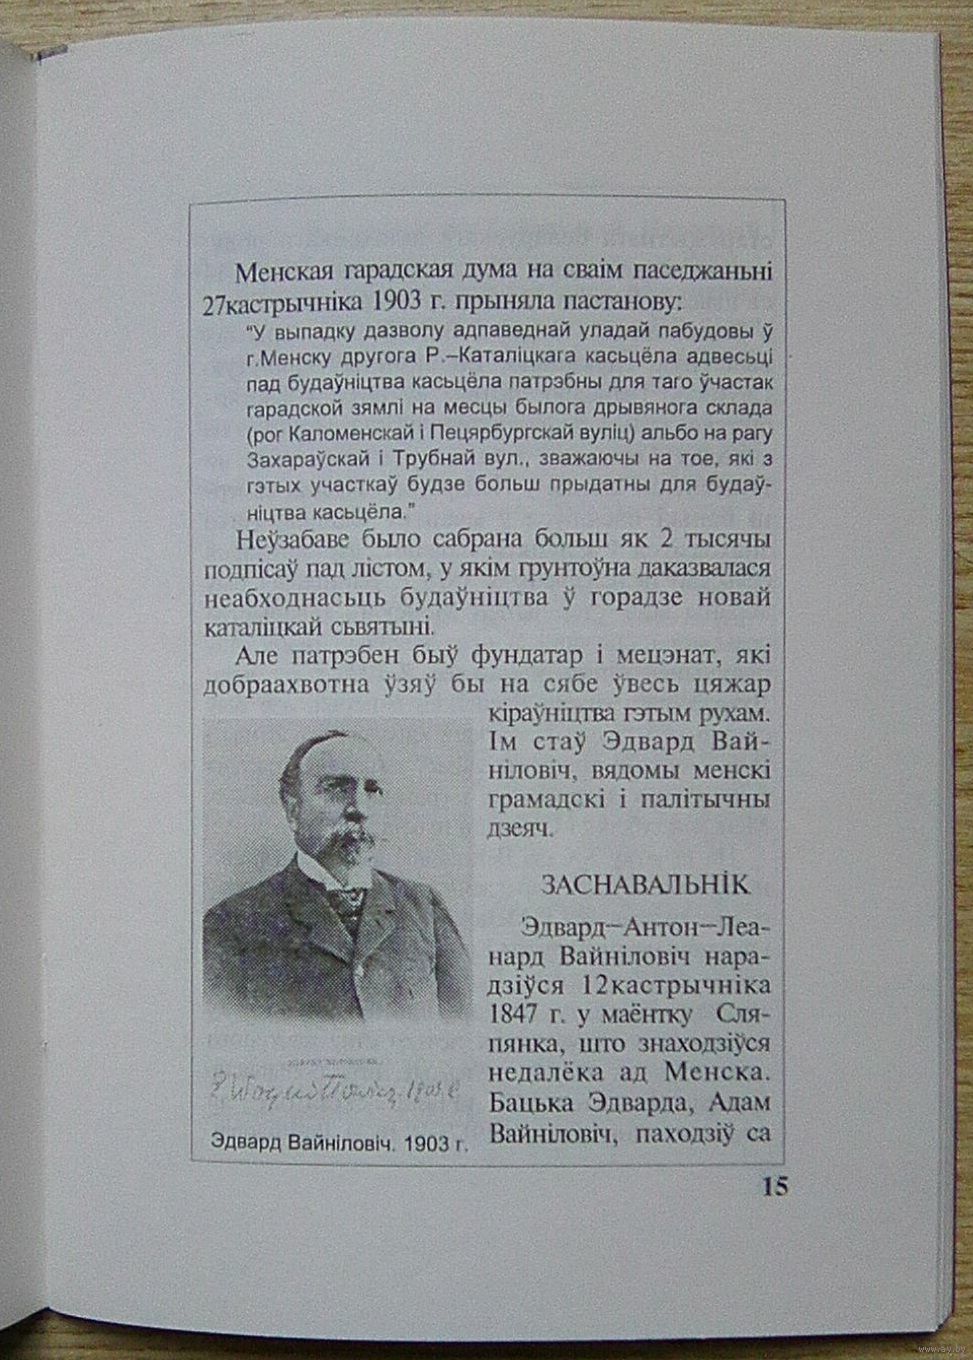 Менская гарадская дума на сваім паседжаньні
27кастрычніка 1903 г. прыняла пастанову:
“У выпадку дазволу адпаведнай уладай пабудовы ў
г.Менску другога Р.–Каталіцкага касьцёла адвесьці
пад будаўніцтва касьцёла патрэбны для таго ўчастак
гарадской зямлі на месцы былога дрывянога склада
(рог Каломенскай і Пецярбургскай вуліц) альбо на рагу
Захараўскай і Трубнай вул., зважаючы на тое, які з
гэтых участкаў будзе больш прыдатны для будаў-
ніцтва касьцёла.”
Неўзабаве было сабрана больш як 2 тысячы
подпісаў пад лістом, у якім грунтоўна даказвалася
неабходнасьць будаўніцтва ў горадзе новай
каталіцкай сьвятыні.
Але патрэбен быў фундатар і мецэнат, які
добраахвотна ўзяў бы на сябе ўвесь цяжар
кіраўніцтва гэтым рухам.
Ім стаў Эдвард Вай-
ніловіч, вядомы менскі
грамадскі і палітычны
дзеяч.
ЗАСНАВАЛЬНІК
Эдвард–Антон–Леа-
нард Вайніловіч нара-
дзіўся 12кастрычніка
1847 г. у маёнтку Сля-
пянка, што знаходзіўся
недалёка ад Менска.
Бацька Эдварда, Адам
Вайніловіч, паходзіў са
Эдвард Вайніловіч. 1903 г.
15
www.ay.by